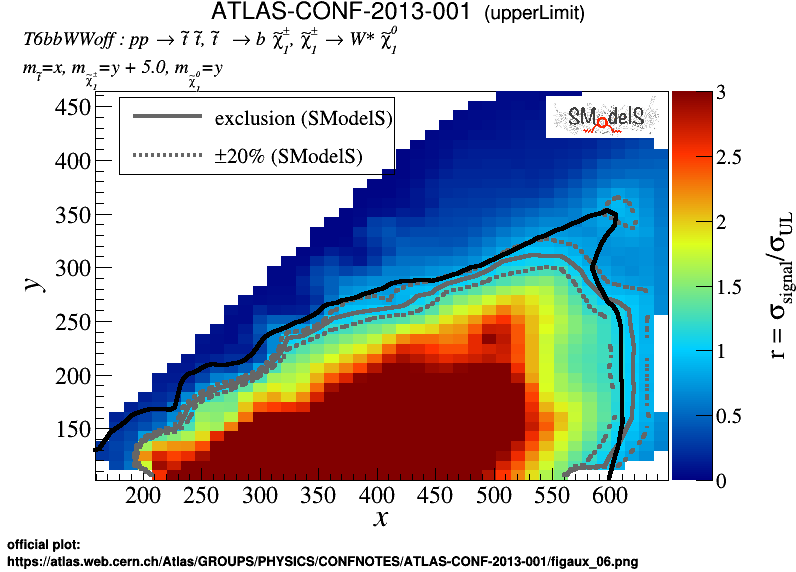 ATLAS-CONF-2013-001 (upperLimit)
T6bbWWoff : pp → t̃ t̃, t̃ → b χ̃₁±, χ̃₁± → W* χ̃₁⁰
m_t̃=x, m_χ̃₁±=y + 5.0, m_χ̃₁⁰=y
exclusion (SModelS)
±20% (SModelS)
SModelS
450
400
350
300
250
200
150
y
200 250 300 350 400 450 500 550 600 650
x
3
2.5
2
1.5
1
0.5
0
r = σ_signal/σ_UL
official plot:
https://atlas.web.cern.ch/Atlas/GROUPS/PHYSICS/CONFNOTES/ATLAS-CONF-2013-001/figaux_06.png